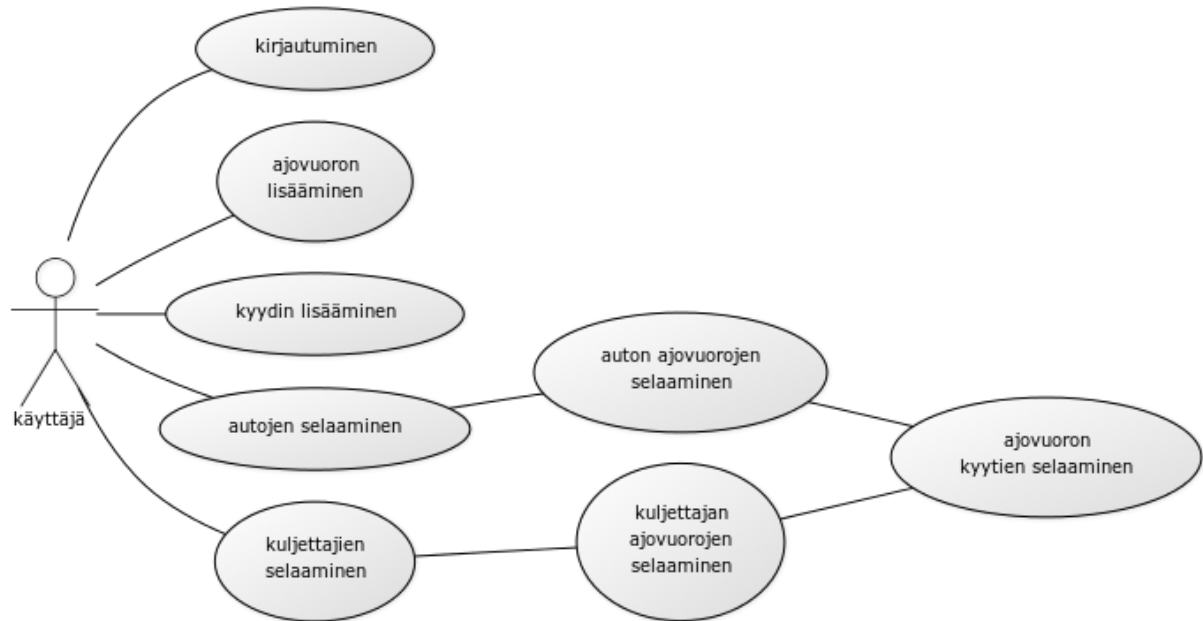 kirjautuminen
ajovuoron
lisääminen
kyydin lisääminen
auton ajovuorojen
selaaminen
käyttäjä
autojen selaaminen
ajovuoron
kyytien selaaminen
kuljettajien
selaaminen
kuljettajan
ajovuorojen
selaaminen